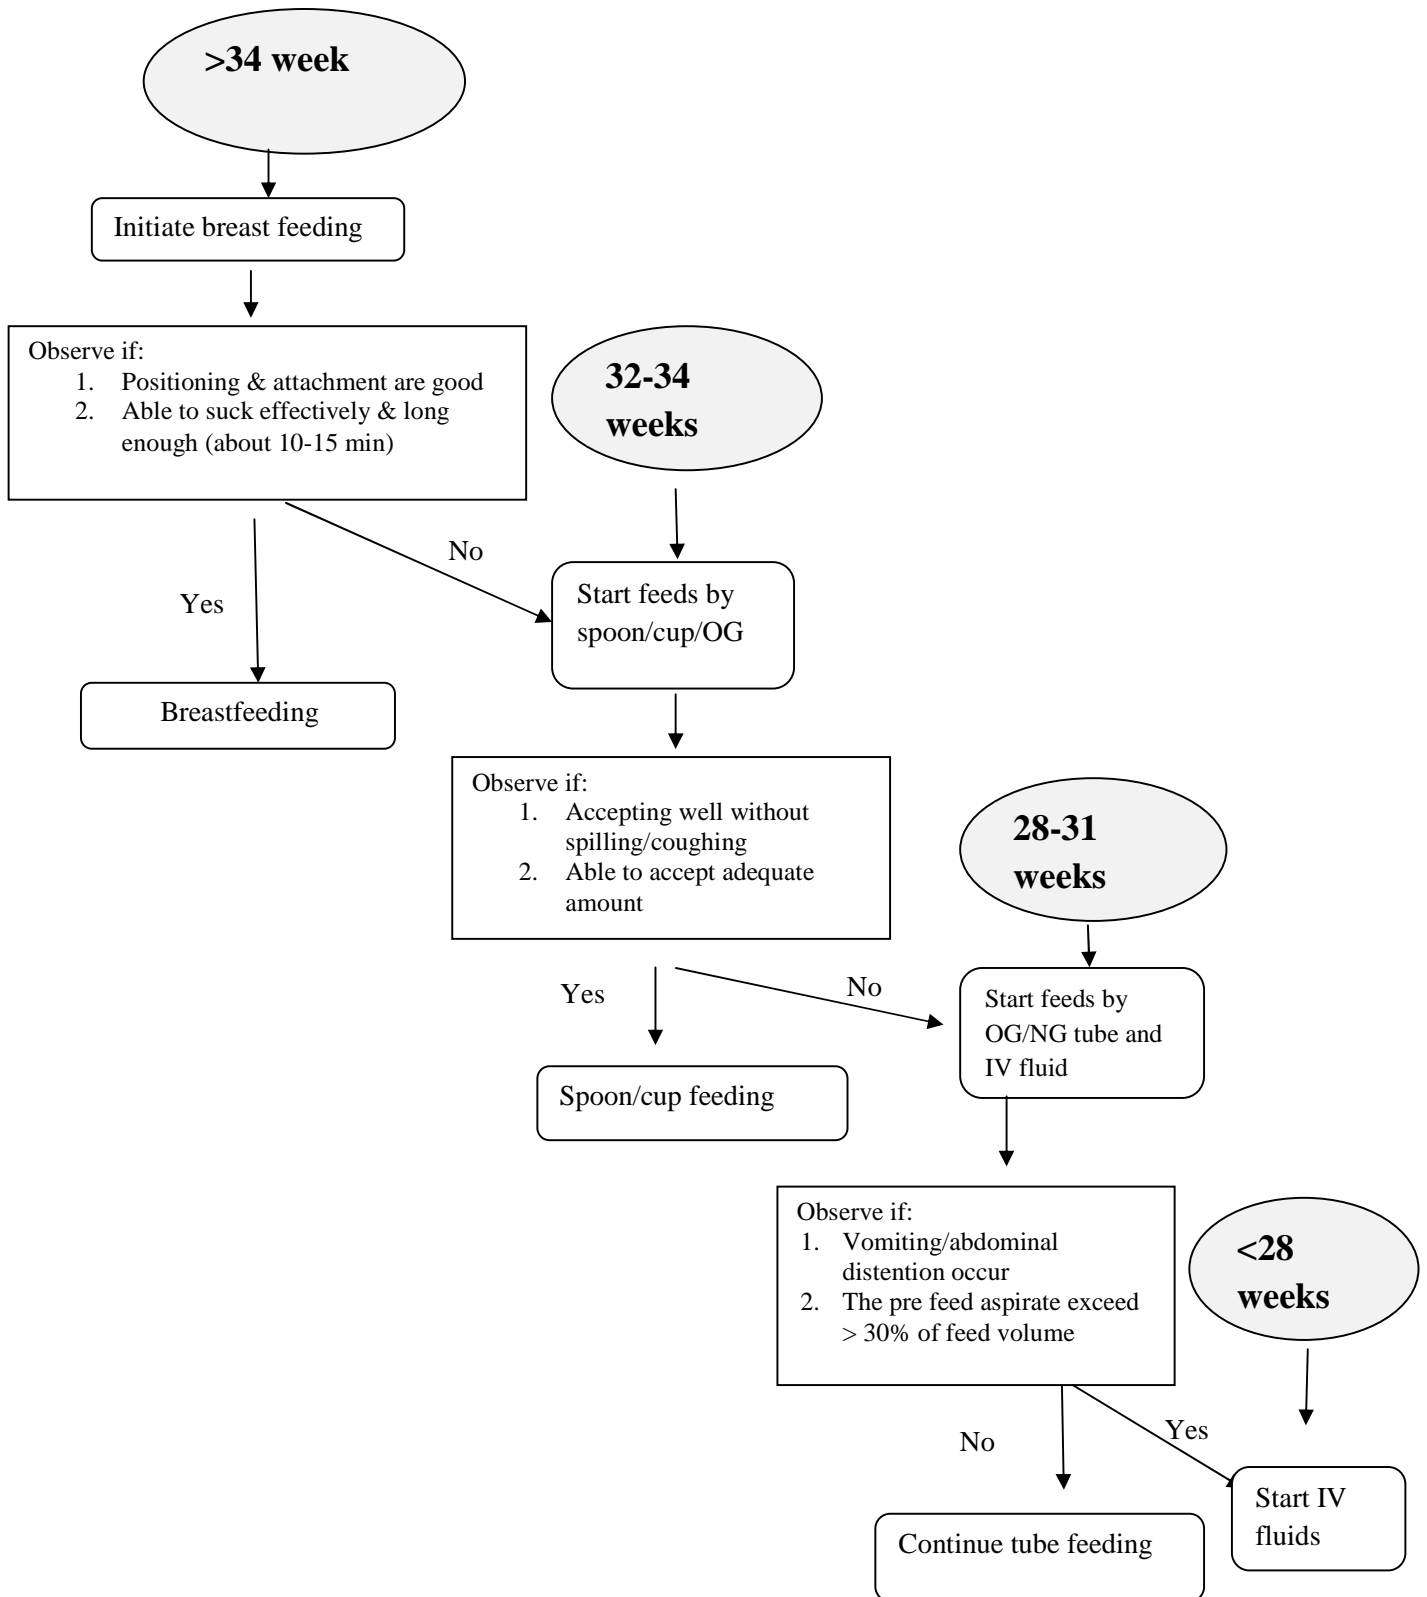 >34 week
Initiate breast feeding
Observe if:
1. Positioning & attachment are good
2. Able to suck effectively & long
enough (about 10-15 min)
32-34
weeks
No
Yes
Start feeds by
spoon/cup/OG
Breastfeeding
Observe if:
1. Accepting well without
spilling/coughing
2. Able to accept adequate
amount
28-31
weeks
Yes
No
Start feeds by
OG/NG tube and
IV fluid
Spoon/cup feeding
Observe if:
1. Vomiting/abdominal
distention occur
2. The pre feed aspirate exceed
> 30% of feed volume
<28
weeks
No
Yes
Start IV
fluids
Continue tube feeding